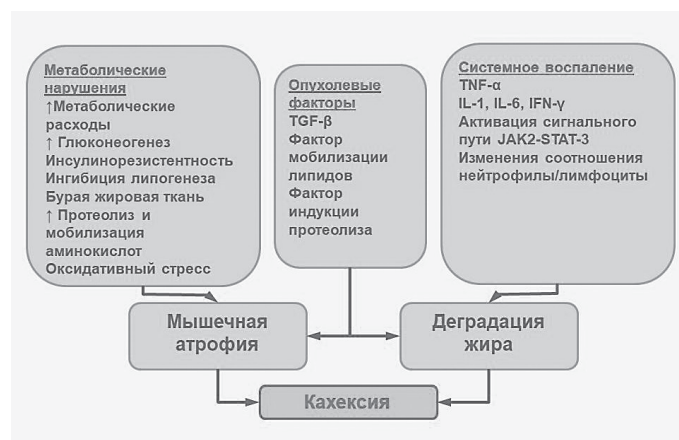 Метаболические
нарушения
↑Метаболические
расходы
↑ Глюконеогенез
Инсулинорезистентность
Ингибиция липогенеза
Бурая жировая ткань
↑ Протеолиз и
мобилизация
аминокислот
Оксидативный стресс
Опухолевые
факторы
TGF-β
Фактор
мобилизации
липидов
Фактор
индукции
протеолиза
Системное воспаление
TNF-α
IL-1, IL-6, IFN-γ
Активация сигнального
пути JAK2-STAT-3
Изменения соотношения
нейтрофилы/лимфоциты
Мышечная
атрофия
Деградация
жира
Кахексия